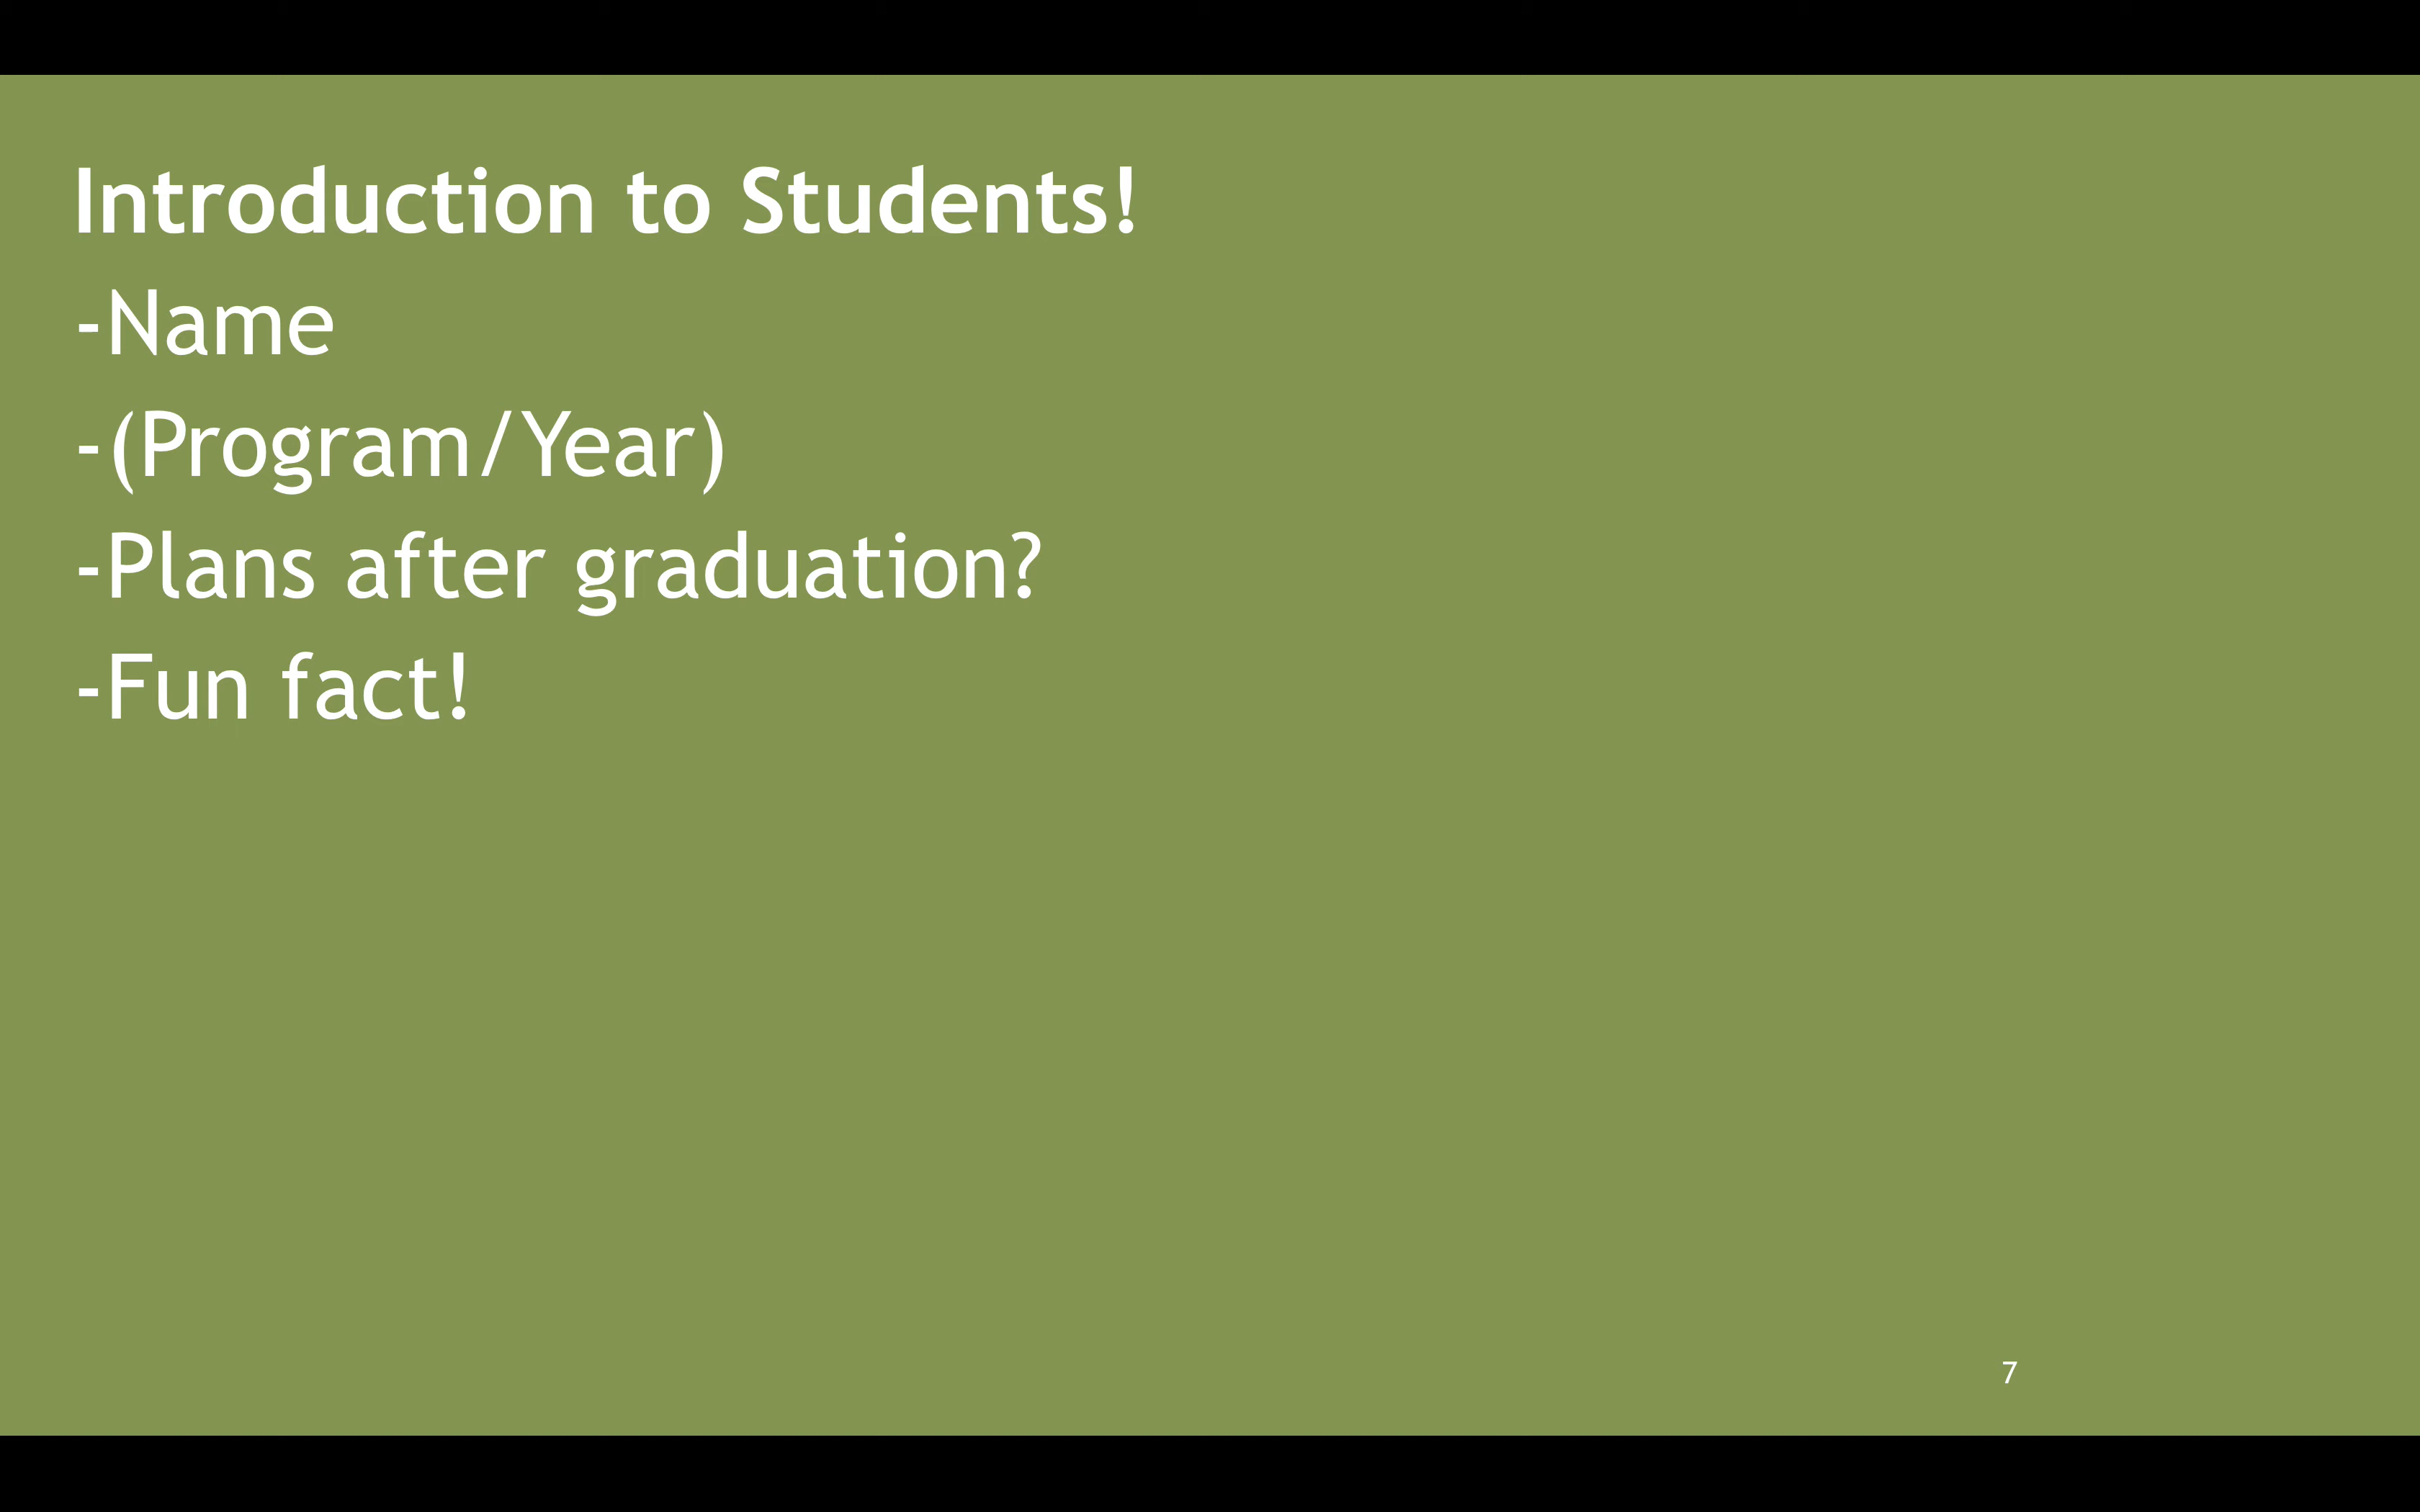 Introduction to Students!
-Name
-(Program/Year)
-Plans after graduation?
-Fun fact!
7